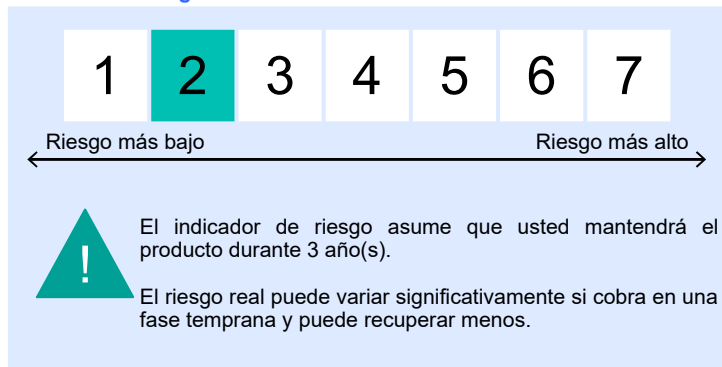 1 2 3 4 5 6 7
Riesgo más bajo Riesgo más alto
!
El indicador de riesgo asume que usted mantendrá el
producto durante 3 año(s).
El riesgo real puede variar significativamente si cobra en una
fase temprana y puede recuperar menos.